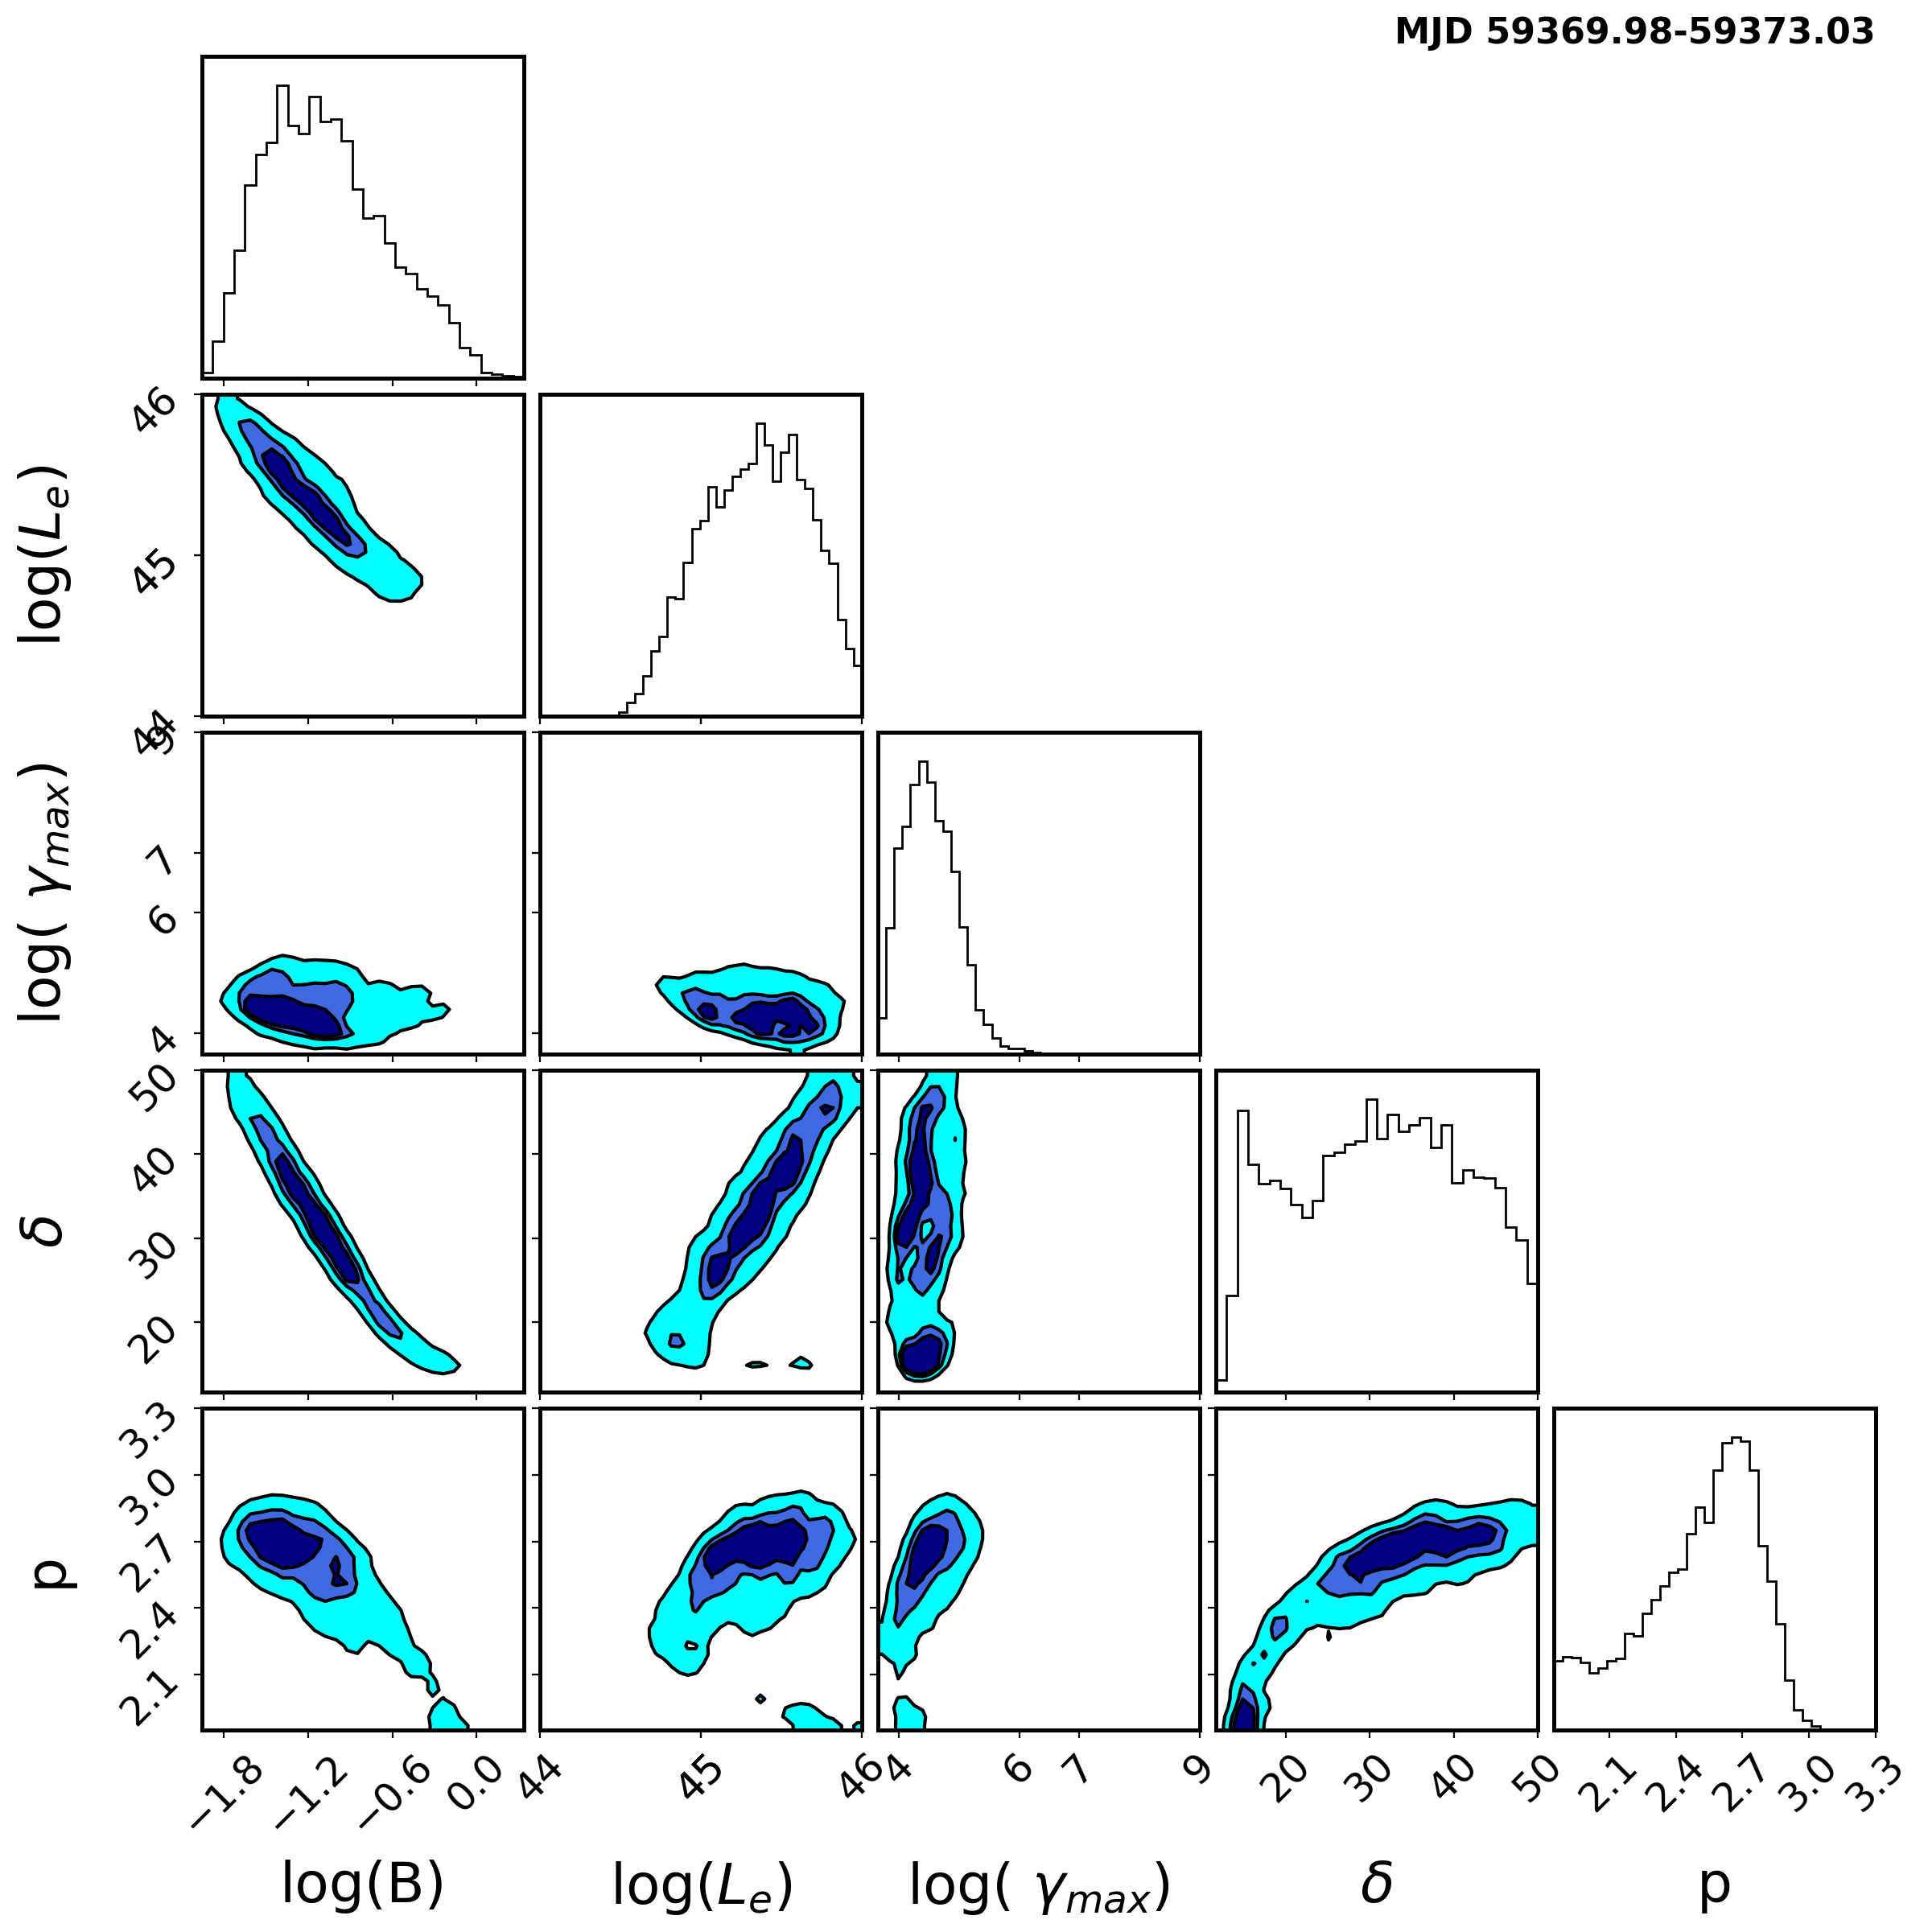 MJD 59369.98-59373.03
46
45
44
log(L_e)
9
7
6
4
log( γ_max)
50
40
30
20
δ
3.3
3.0
2.7
2.4
2.1
p
−1.8 −1.2 −0.6 0.0 44 45 46 4 6 7 9 20 30 40 50 2.1 2.4 2.7 3.0 3.3
log(B) log(L_e) log( γ_max) δ p